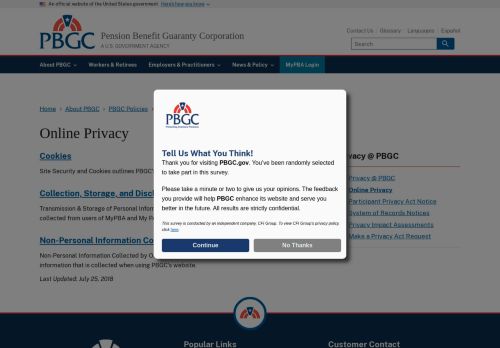 An official website of the United States government Here's how you know
PBGC
Pension Benefit Guaranty Corporation
A U.S. GOVERNMENT AGENCY
Contact Us Glossary Languages Español
Search
About PBGC Workers & Retirees Employers & Practitioners News & Policy MyPBA Login
Home › About PBGC › PBGC Policies ›
Online Privacy
Cookies
Site Security and Cookies outlines PBGC's
Collection, Storage, and Disc
Transmission & Storage of Personal Infor
collected from users of MyPBA and My P
Non-Personal Information Co
Non-Personal Information Collected by O
information that is collected when using PBGC's website.
Last Updated: July 25, 2018
PBGC
Protecting America's Pensions
Tell Us What You Think!
Thank you for visiting PBGC.gov. You've been randomly selected
to take part in this survey.
Please take a minute or two to give us your opinions. The feedback
you provide will help PBGC enhance its website and serve you
better in the future. All results are strictly confidential.
This survey is conducted by an independent company, CFI Group. To view CFI Group's privacy policy,
click here.
Continue No Thanks
ivacy @ PBGC
Privacy @ PBGC
Online Privacy
Participant Privacy Act Notice
System of Records Notices
Privacy Impact Assessments
Make a Privacy Act Request
Popular Links
Customer Contact